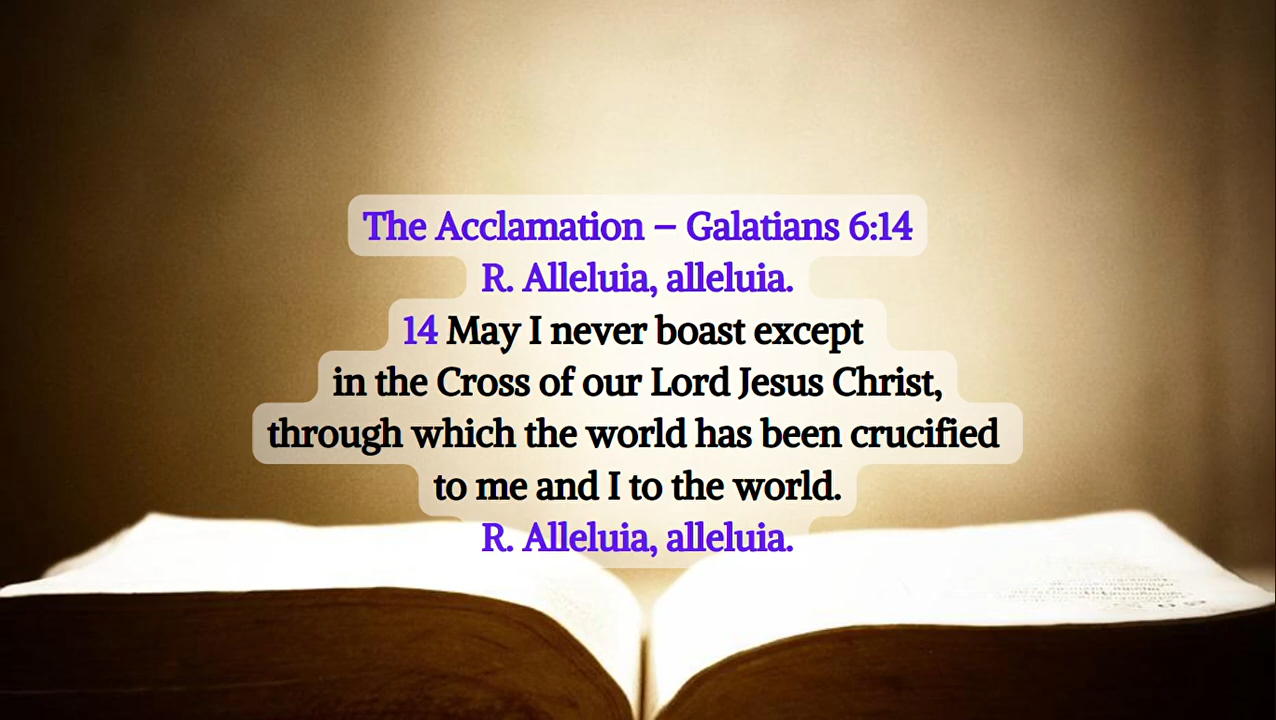 The Acclamation – Galatians 6:14
R. Alleluia, alleluia.
14 May I never boast except
in the Cross of our Lord Jesus Christ,
through which the world has been crucified
to me and I to the world.
R. Alleluia, alleluia.